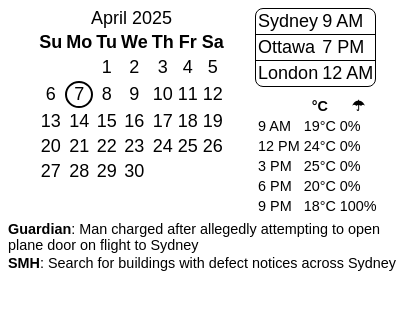 April 2025
Su Mo Tu We Th Fr Sa
1 2 3 4 5
6 7 8 9 10 11 12
13 14 15 16 17 18 19
20 21 22 23 24 25 26
27 28 29 30
Sydney 9 AM
Ottawa 7 PM
London 12 AM
°C ☂
9 AM 19°C 0%
12 PM 24°C 0%
3 PM 25°C 0%
6 PM 20°C 0%
9 PM 18°C 100%
Guardian: Man charged after allegedly attempting to open
plane door on flight to Sydney
SMH: Search for buildings with defect notices across Sydney